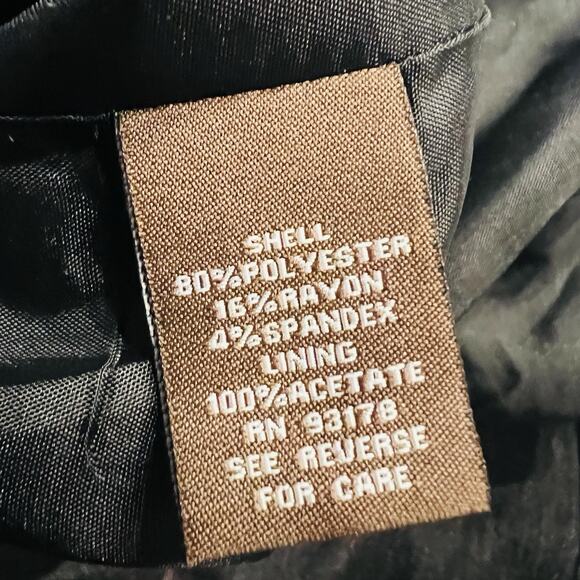 SHELL
80%POLYESTER
16%RAYON
4%SPANDEX
LINING
100%ACETATE
RN 93178
SEE REVERSE
FOR CARE